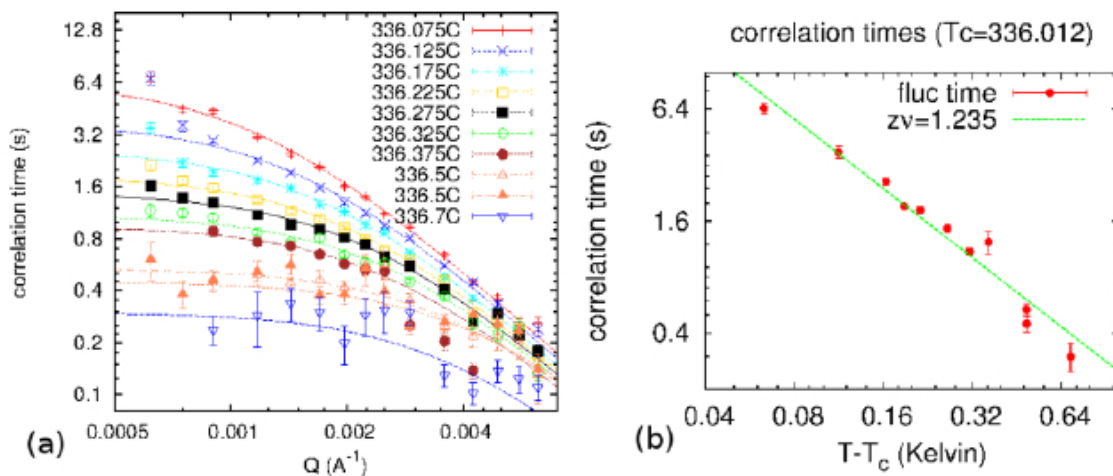 12.8
6.4
3.2
1.6
0.8
0.4
0.2
0.1
correlation time (s)
336.075C
336.125C
336.175C
336.225C
336.275C
336.325C
336.375C
336.5C
336.5C
336.7C
0.0005
0.001
0.002
0.004
Q (A⁻¹)
(a)
correlation times (Tc=336.012)
6.4
1.6
0.4
correlation time (s)
fluc time
zν=1.235
0.04
0.08
0.16
0.32
0.64
T-Tc (Kelvin)
(b)